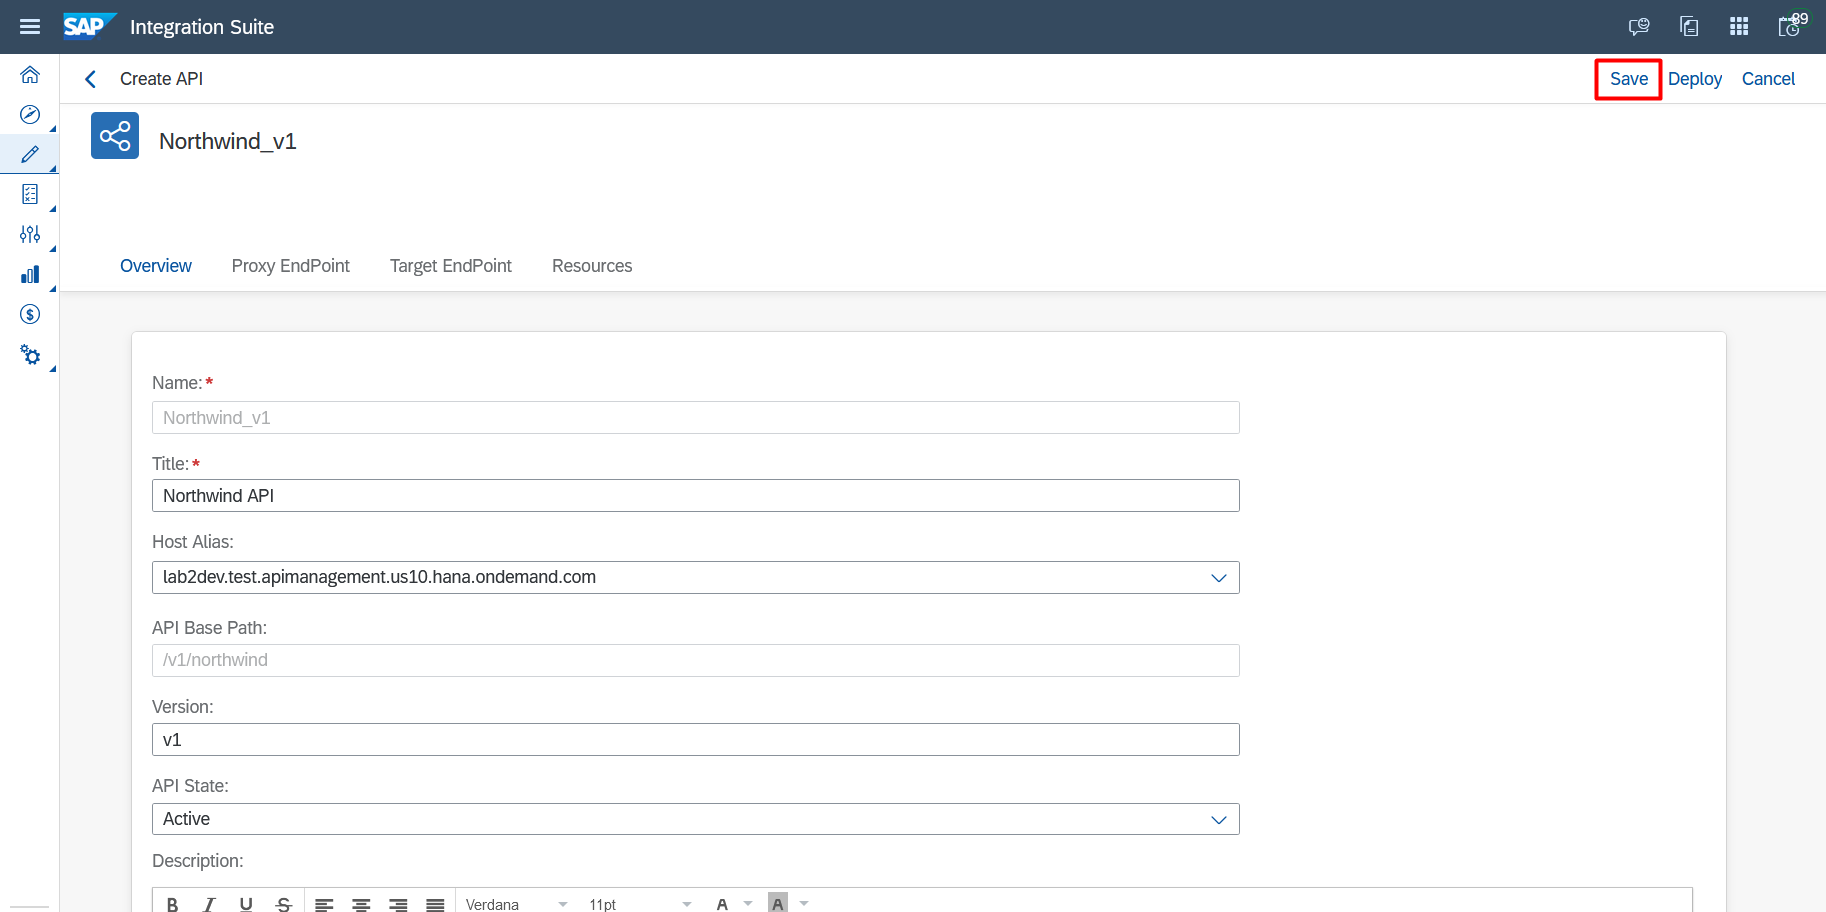 SAP Integration Suite 89
Create API Save Deploy Cancel
Northwind_v1
Overview Proxy EndPoint Target EndPoint Resources
Name:*
Northwind_v1
Title:*
Northwind API
Host Alias:
lab2dev.test.apimanagement.us10.hana.ondemand.com
API Base Path:
/v1/northwind
Version:
v1
API State:
Active
Description:
B I U S Verdana 11pt A A